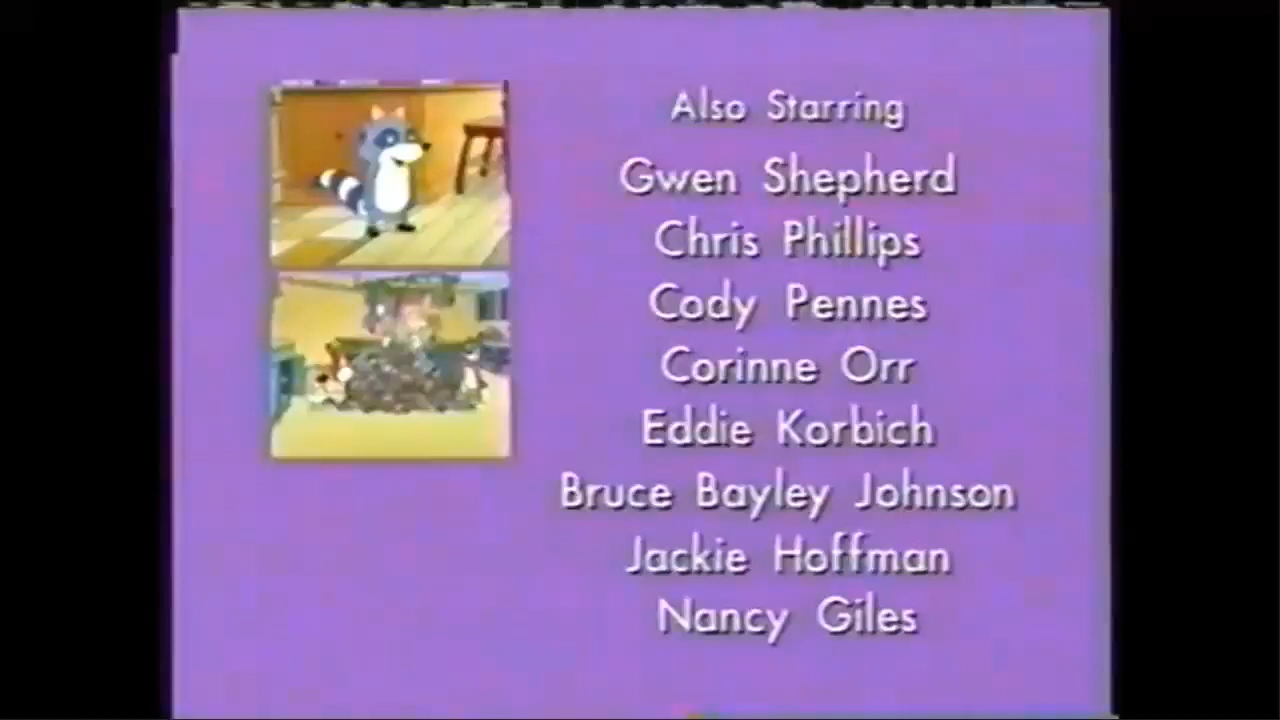 Also Starring
Gwen Shepherd
Chris Phillips
Cody Pennes
Corinne Orr
Eddie Korbich
Bruce Bayley Johnson
Jackie Hoffman
Nancy Giles